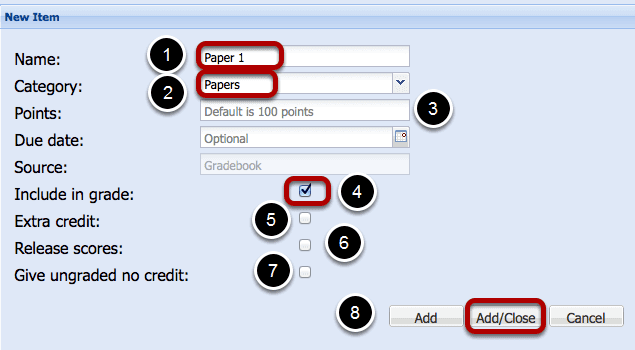 New Item
1 Name: Paper 1
2 Category: Papers
Points: Default is 100 points 3
Due date: Optional
Source: Gradebook
Include in grade: 4
Extra credit: 5
Release scores: 6
Give ungraded no credit: 7
8 Add Add/Close Cancel